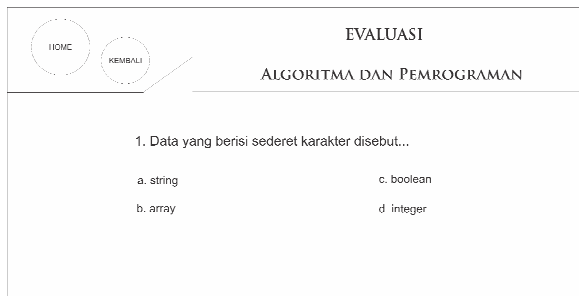 HOME
KEMBALI
EVALUASI
ALGORITMA DAN PEMROGRAMAN
1. Data yang berisi sederet karakter disebut...
a. string
c. boolean
b. array
d integer